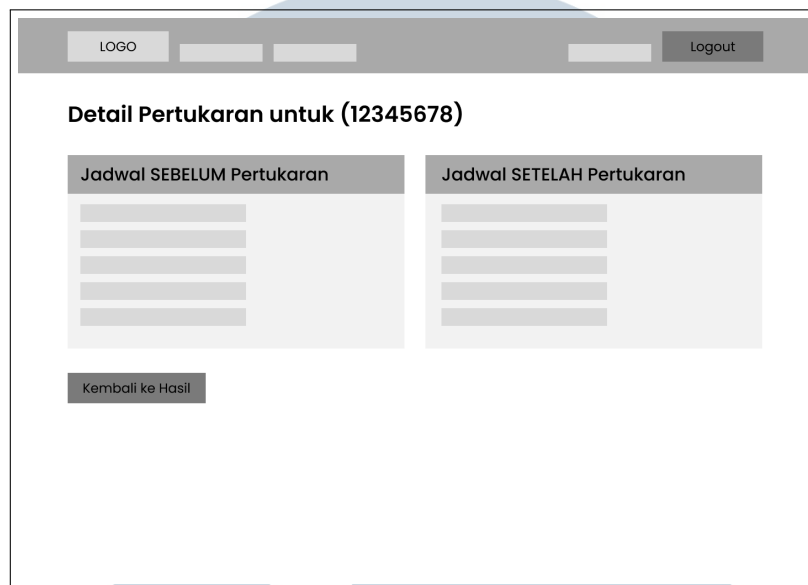 LOGO
Logout
Detail Pertukaran untuk (12345678)
Jadwal SEBELUM Pertukaran
Jadwal SETELAH Pertukaran
Kembali ke Hasil